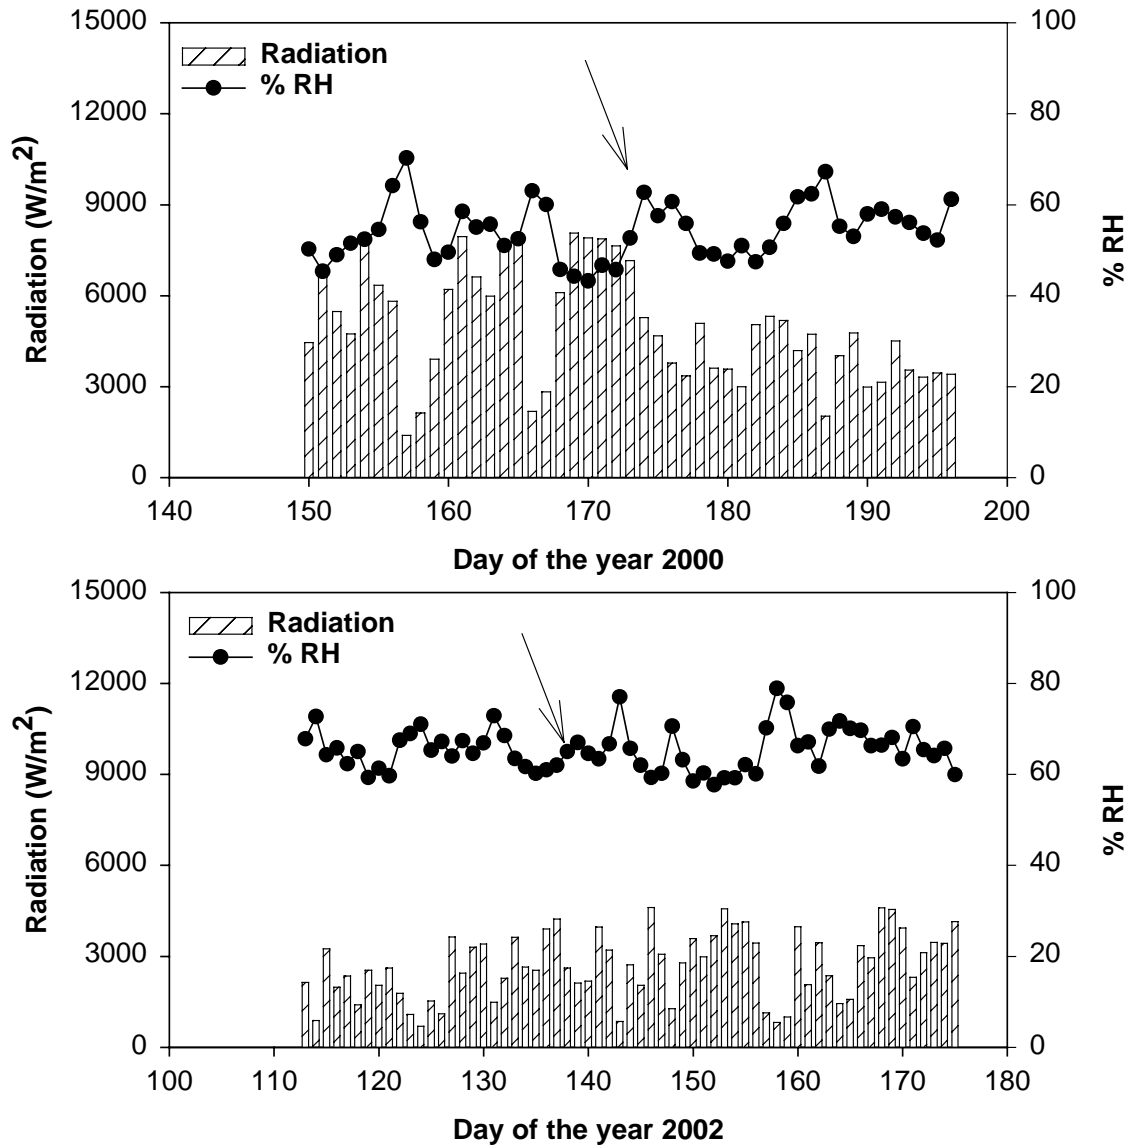 15000
12000
9000
6000
3000
0
Radiation (W/m2)
Radiation
% RH
100
80
60
40
20
0
% RH
140 150 160 170 180 190 200
Day of the year 2000
15000
12000
9000
6000
3000
0
Radiation (W/m2)
Radiation
% RH
100
80
60
40
20
0
% RH
100 110 120 130 140 150 160 170 180
Day of the year 2002